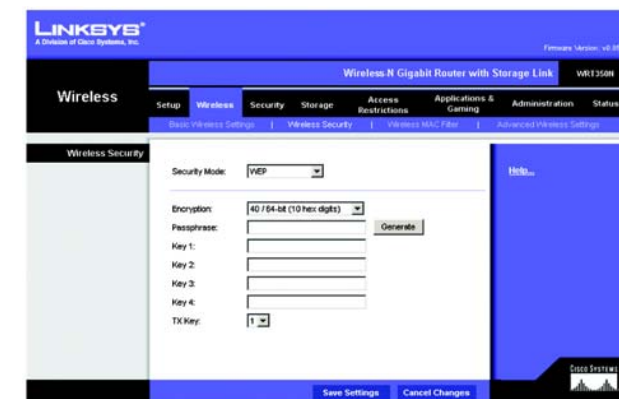 LINKSYS®
A Division of Cisco Systems, Inc.
Firmware Version: v0.05
Wireless-N Gigabit Router with Storage Link WRT350N
Wireless
Setup Wireless Security Storage Access Restrictions Applications & Gaming Administration Status
Basic Wireless Settings | Wireless Security | Wireless MAC Filter | Advanced Wireless Settings
Wireless Security
Security Mode: WEP
Help...
Encryption: 40 / 64-bit (10 hex digits)
Passphrase: Generate
Key 1:
Key 2:
Key 3:
Key 4:
TX Key: 1
CISCO SYSTEMS
Save Settings Cancel Changes